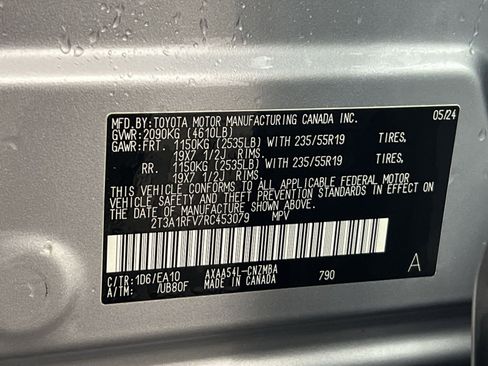 MFD.BY:TOYOTA MOTOR MANUFACTURING CANADA INC. 05/24
GVWR:2090KG (4610LB)
GAWR:FRT. 1150KG (2535LB) WITH 235/55R19 TIRES,
19X7 1/2J RIMS.
RR. 1150KG (2535LB) WITH 235/55R19 TIRES,
19X7 1/2J RIMS.
THIS VEHICLE CONFORMS TO ALL APPLICABLE FEDERAL MOTOR
VEHICLE SAFETY AND THEFT PREVENTION STANDARDS IN EFFECT
ON THE DATE OF MANUFACTURE SHOWN ABOVE.
2T3A1RFV7RC453079 MPV
C/TR:1D6/EA10 AXAA54L-CNZMBA 790 A
A/TM: /UB80F MADE IN CANADA